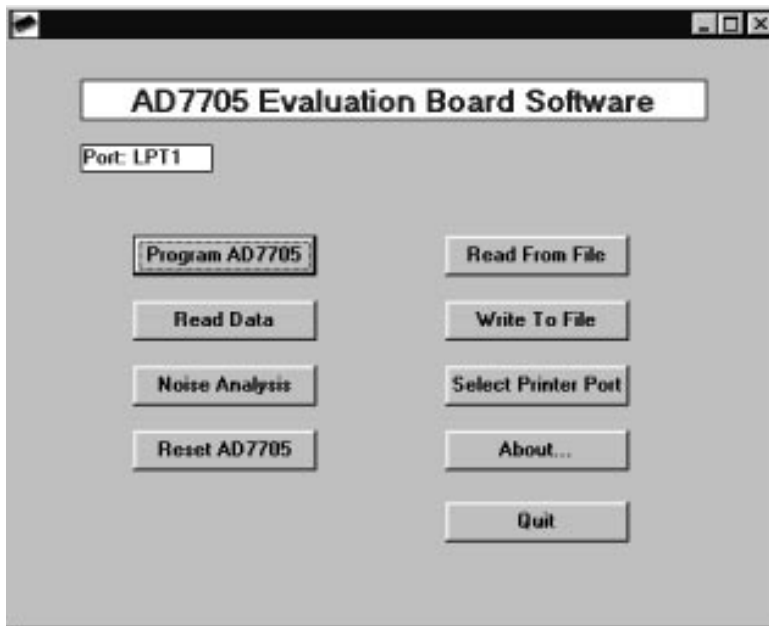 AD7705 Evaluation Board Software
Port: LPT1
Program AD7705
Read From File
Read Data
Write To File
Noise Analysis
Select Printer Port
Reset AD7705
About...
Quit